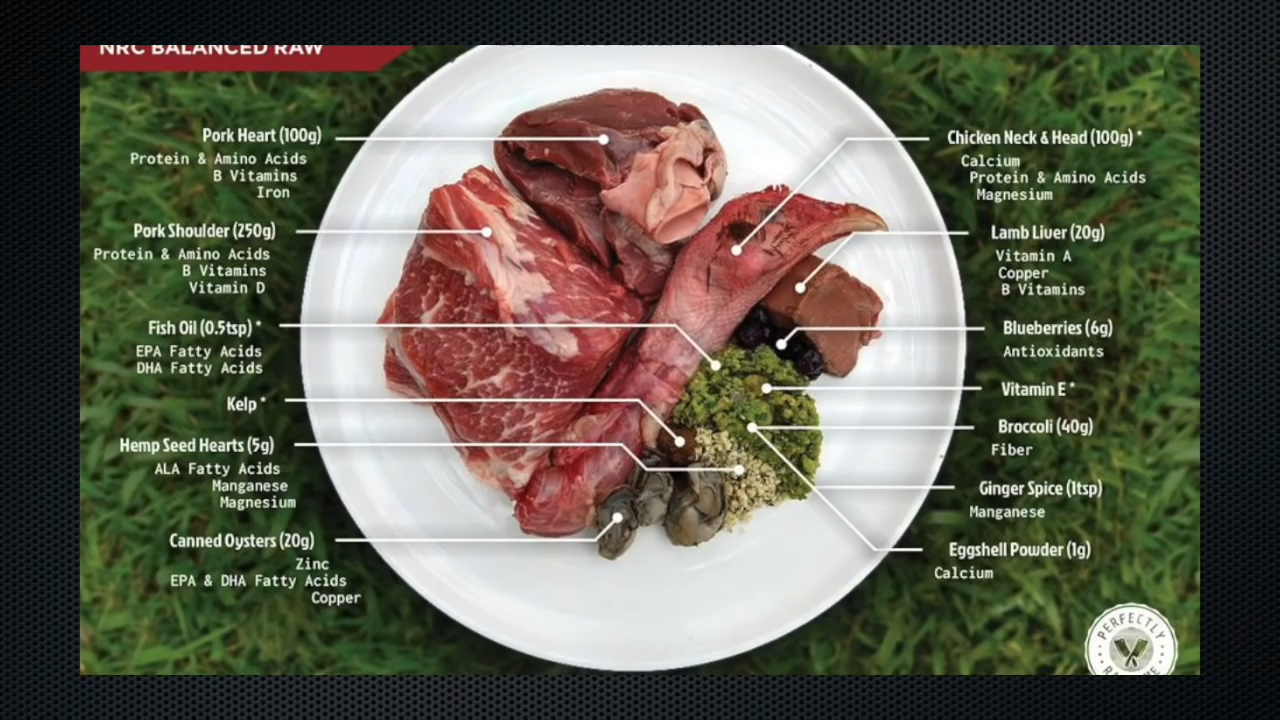 NRC BALANCED RAW
Pork Heart (100g)
Protein & Amino Acids
B Vitamins
Iron
Pork Shoulder (250g)
Protein & Amino Acids
B Vitamins
Vitamin D
Fish Oil (0.5tsp) *
EPA Fatty Acids
DHA Fatty Acids
Kelp *
Hemp Seed Hearts (5g)
ALA Fatty Acids
Manganese
Magnesium
Canned Oysters (20g)
Zinc
EPA & DHA Fatty Acids
Copper
Chicken Neck & Head (100g) *
Calcium
Protein & Amino Acids
Magnesium
Lamb Liver (20g)
Vitamin A
Copper
B Vitamins
Blueberries (6g)
Antioxidants
Vitamin E *
Broccoli (40g)
Fiber
Ginger Spice (1tsp)
Manganese
Eggshell Powder (1g)
Calcium
PERFECTLY